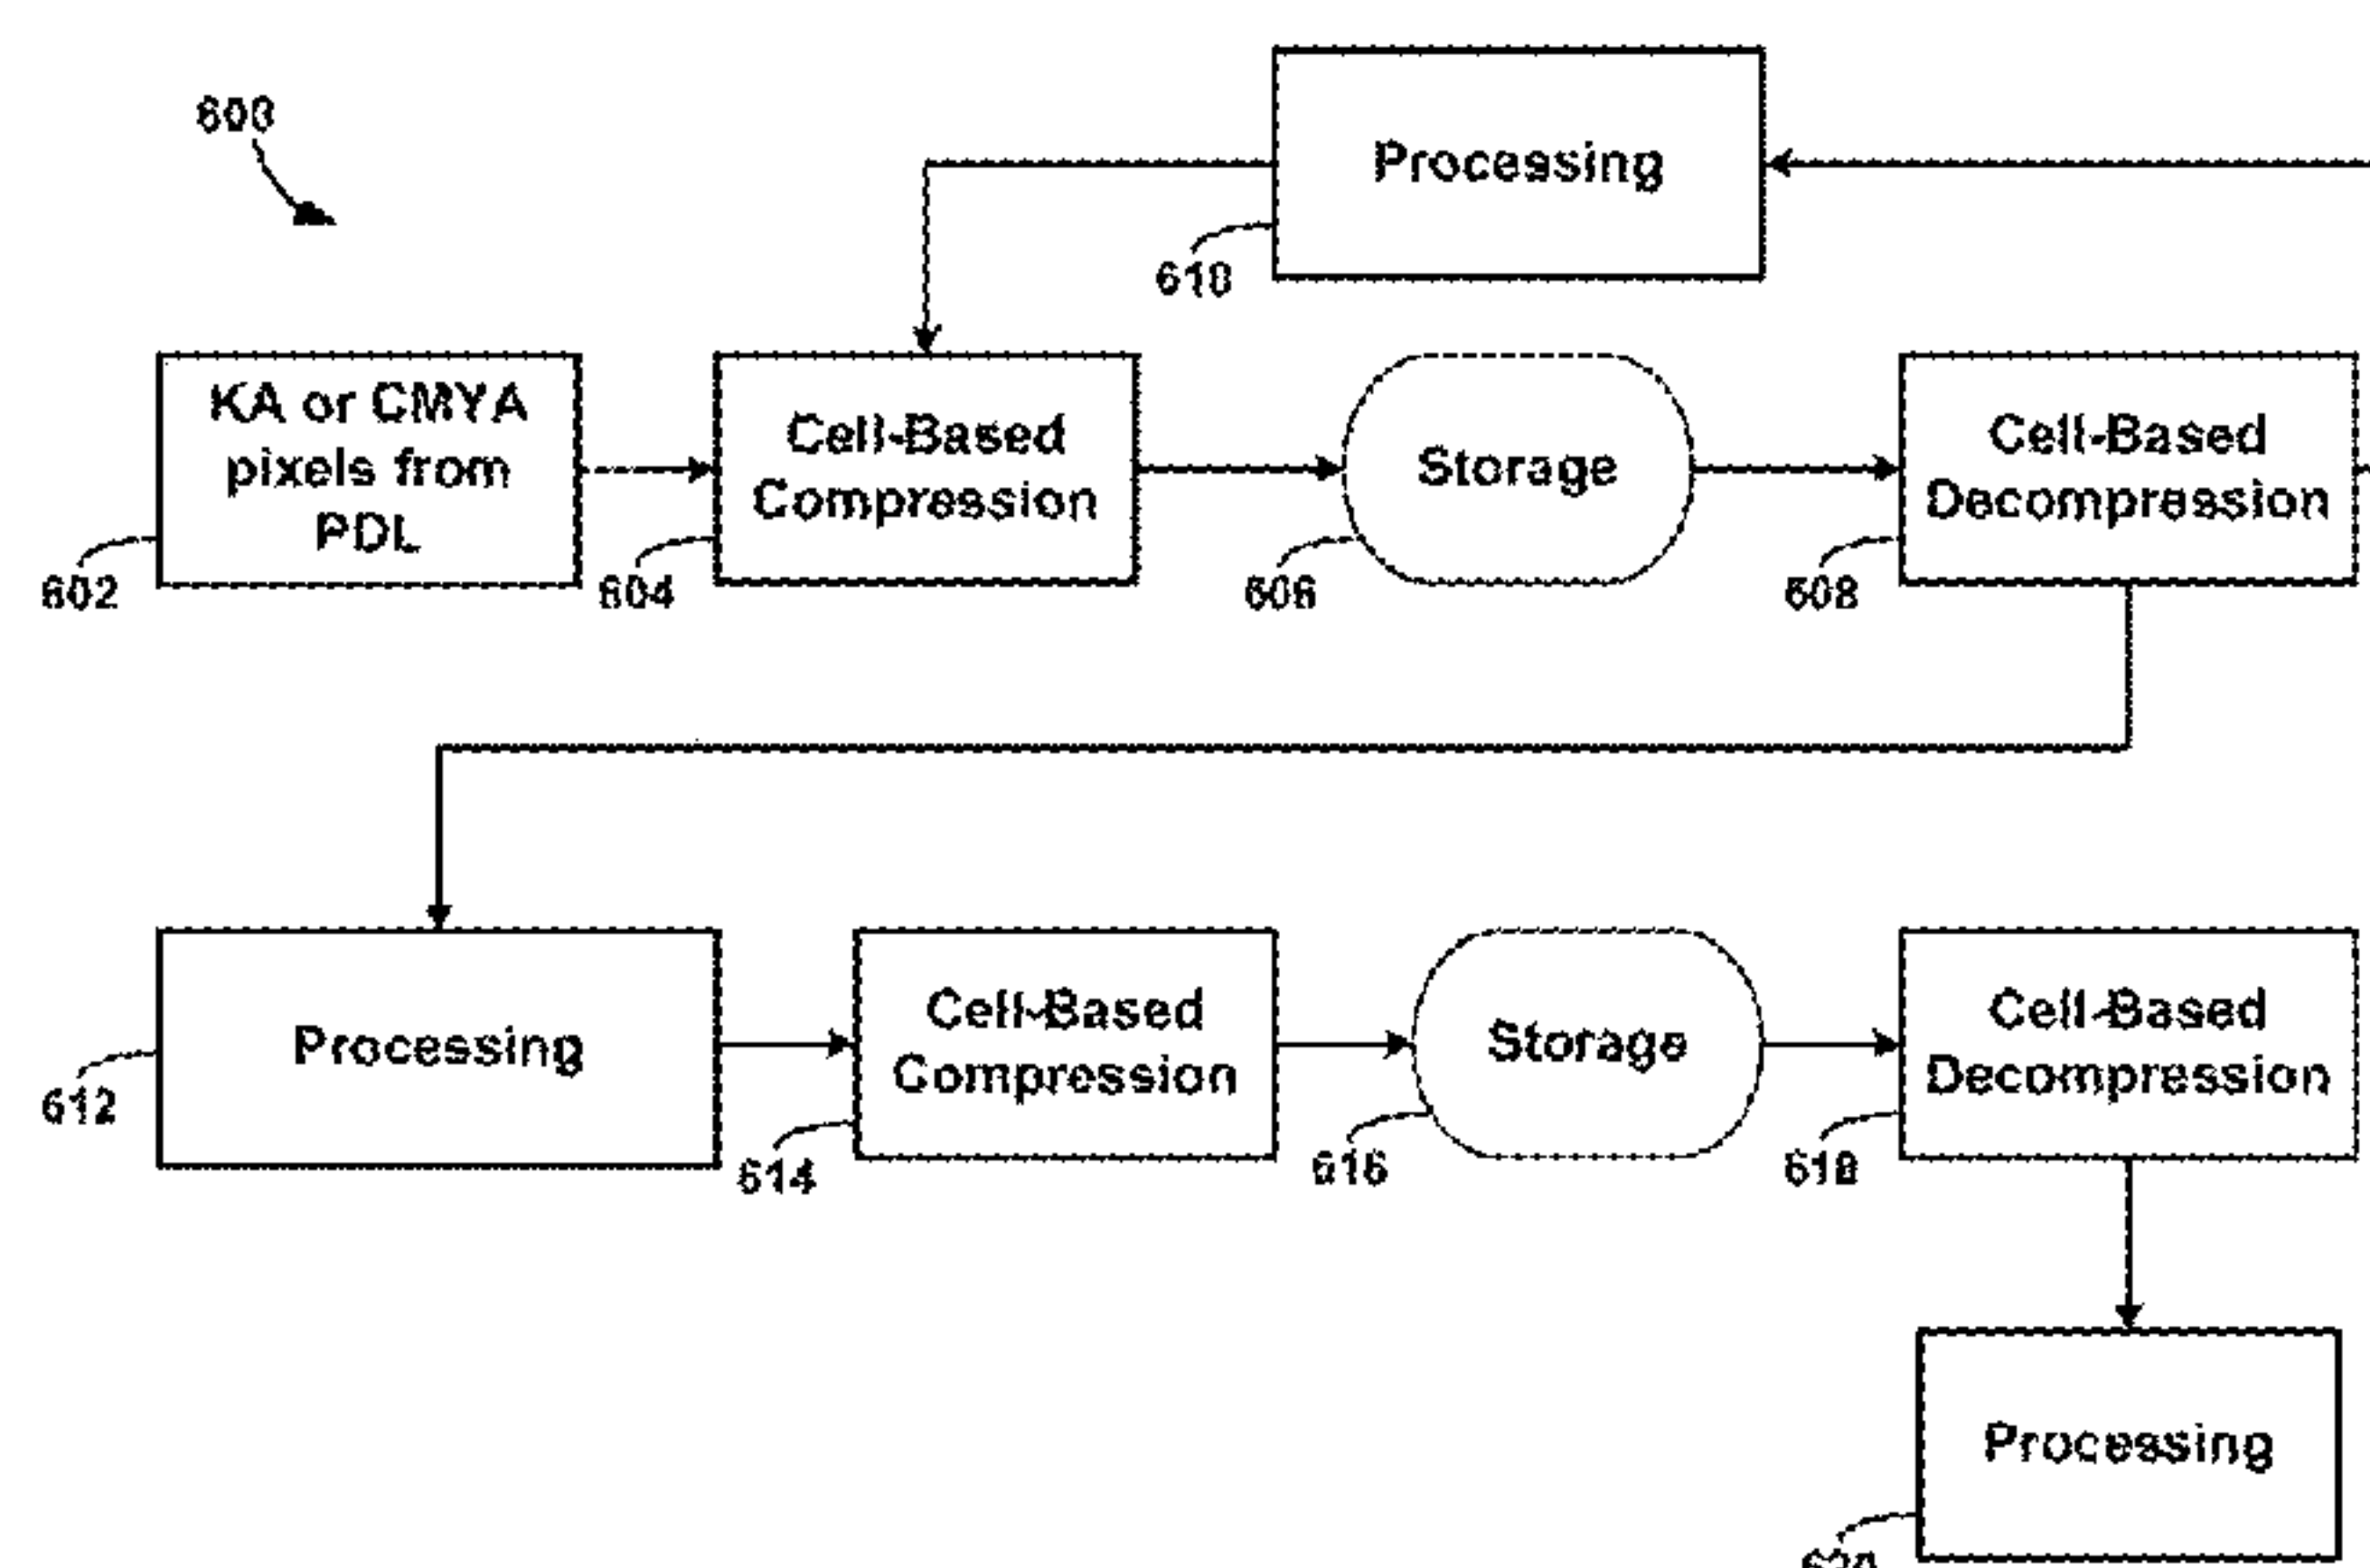 600
Processing
610
KA or CMYA
pixels from
PDL
602
Cell-Based
Compression
604
Storage
606
Cell-Based
Decompression
608
Processing
612
Cell-Based
Compression
614
Storage
616
Cell-Based
Decompression
618
Processing